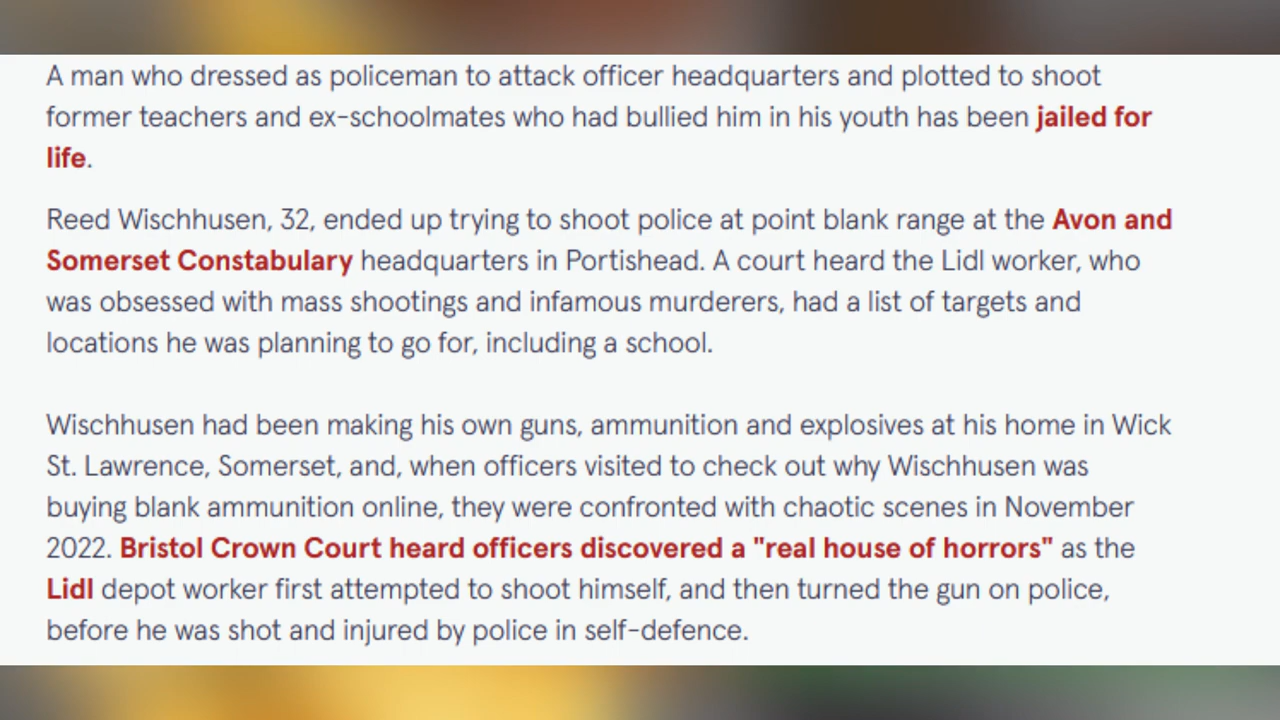 A man who dressed as policeman to attack officer headquarters and plotted to shoot
former teachers and ex-schoolmates who had bullied him in his youth has been jailed for
life.
Reed Wischhusen, 32, ended up trying to shoot police at point blank range at the Avon and
Somerset Constabulary headquarters in Portishead. A court heard the Lidl worker, who
was obsessed with mass shootings and infamous murderers, had a list of targets and
locations he was planning to go for, including a school.
Wischhusen had been making his own guns, ammunition and explosives at his home in Wick
St. Lawrence, Somerset, and, when officers visited to check out why Wischhusen was
buying blank ammunition online, they were confronted with chaotic scenes in November
2022. Bristol Crown Court heard officers discovered a "real house of horrors" as the
Lidl depot worker first attempted to shoot himself, and then turned the gun on police,
before he was shot and injured by police in self-defence.